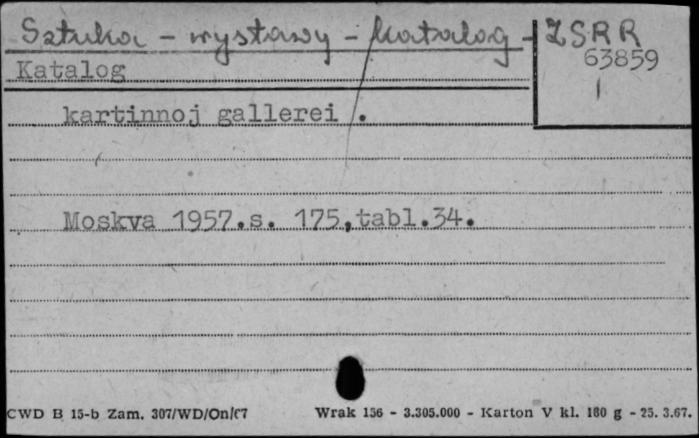 Sztuka - wystawy - katalog - ZSRR
63859
Katalog
kartinnoj gallerei .
Moskva 1957.s. 175,tabl.34.
CWD B 15-b Zam. 307/WD/On/67 Wrak 156 - 3.305.000 - Karton V kl. 180 g - 25. 3.67.